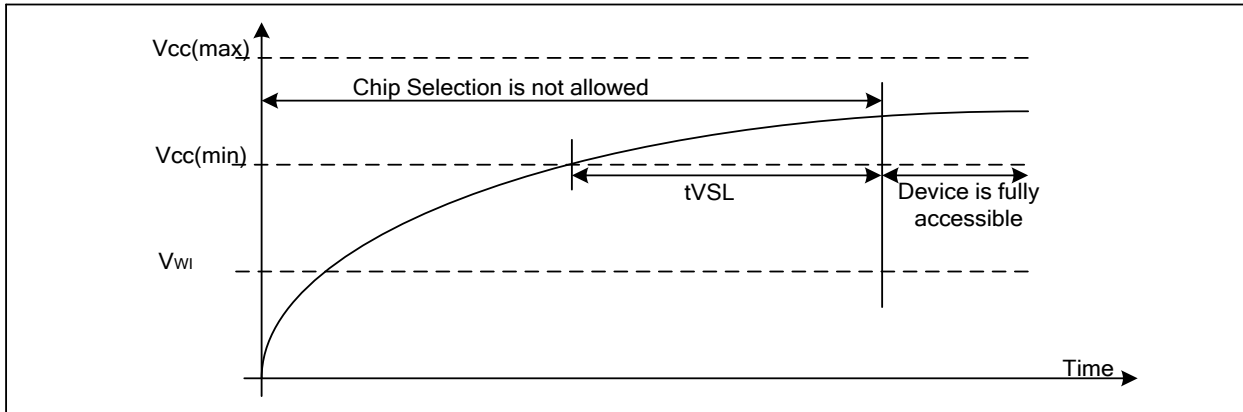 Vcc(max)
Chip Selection is not allowed
Vcc(min)
tVSL
Device is fully
accessible
VWI
Time